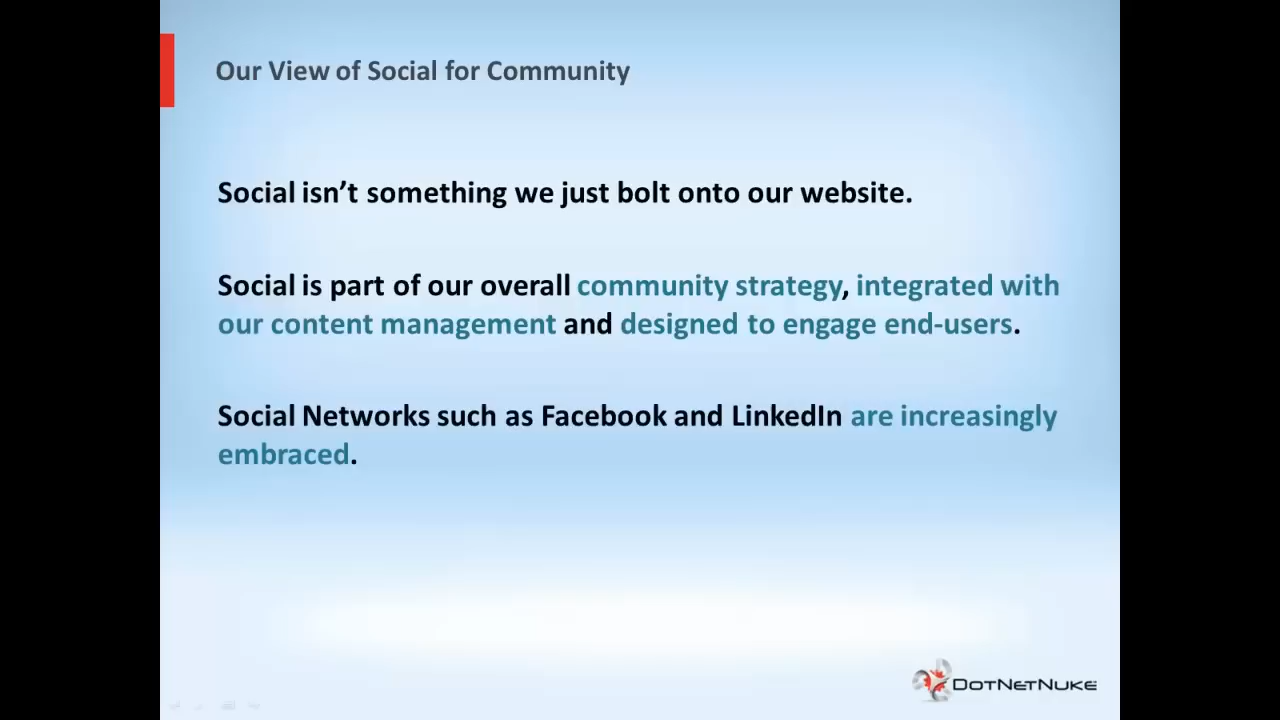 Our View of Social for Community
Social isn’t something we just bolt onto our website.
Social is part of our overall community strategy, integrated with
our content management and designed to engage end-users.
Social Networks such as Facebook and LinkedIn are increasingly
embraced.
DotNetNuke